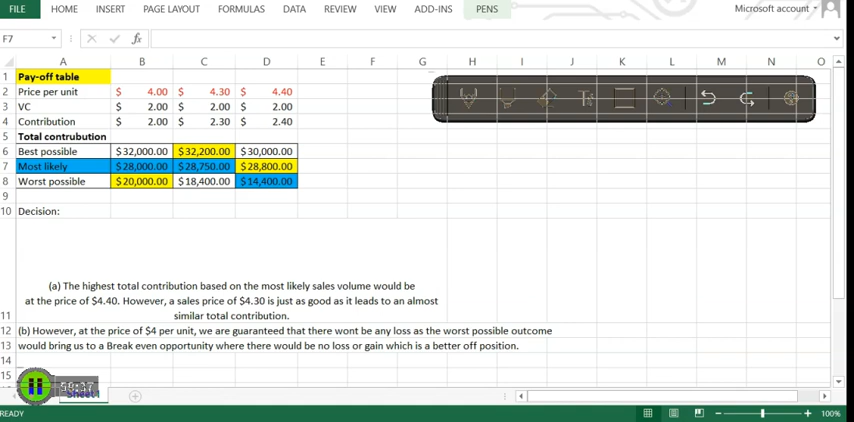 FILE HOME INSERT PAGE LAYOUT FORMULAS DATA REVIEW VIEW ADD-INS PENS Microsoft account
F7 fx
A B C D E F G H I J K L M N O
1 Pay-off table
2 Price per unit $ 4.00 $ 4.30 $ 4.40
3 VC $ 2.00 $ 2.00 $ 2.00
4 Contribution $ 2.00 $ 2.30 $ 2.40
5 Total contrubution
6 Best possible $32,000.00 $32,200.00 $30,000.00
7 Most likely $28,000.00 $28,750.00 $28,800.00
8 Worst possible $20,000.00 $18,400.00 $14,400.00
9
10 Decision:
(a) The highest total contribution based on the most likely sales volume would be
at the price of $4.40. However, a sales price of $4.30 is just as good as it leads to an almost
11 similar total contribution.
12 (b) However, at the price of $4 per unit, we are guaranteed that there wont be any loss as the worst possible outcome
13 would bring us to a Break even opportunity where there would be no loss or gain which is a better off position.
14
15
Sheet1
READY 100%